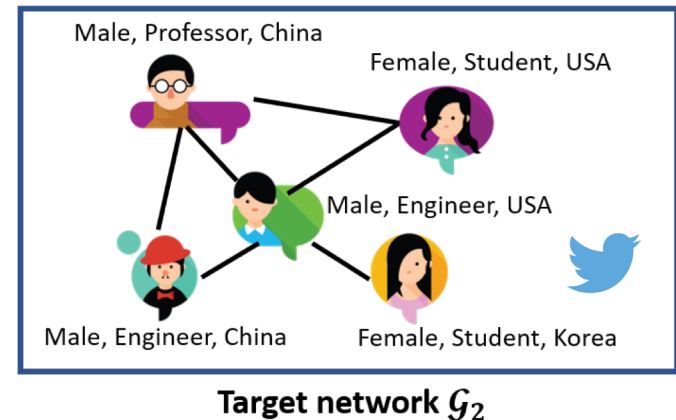 Male, Professor, China
Female, Student, USA
Male, Engineer, USA
Male, Engineer, China
Female, Student, Korea
Target network 𝒢₂